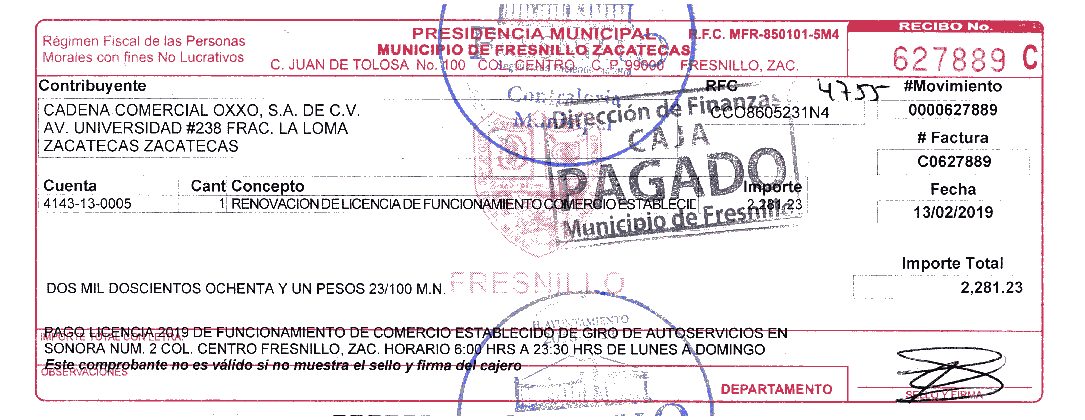 Régimen Fiscal de las Personas
Morales con fines No Lucrativos
PRESIDENCIA MUNICIPAL
MUNICIPIO DE FRESNILLO ZACATECAS
R.F.C. MFR-850101-5M4
C. JUAN DE TOLOSA No. 100 COL. CENTRO, C.P. 99000 FRESNILLO, ZAC.
RECIBO No.
627889 C
Contribuyente
RFC
4755
#Movimiento
CADENA COMERCIAL OXXO, S.A. DE C.V.
AV. UNIVERSIDAD #238 FRAC. LA LOMA
ZACATECAS ZACATECAS
CCO8605231N4
0000627889
# Factura
C0627889
Contraloría
Municipal
Dirección de Finanzas
CAJA
PAGADO
Municipio de Fresnillo
Cuenta Cant Concepto Importe
Fecha
4143-13-0005 1 RENOVACION DE LICENCIA DE FUNCIONAMIENTO COMERCIO ESTABLECID 2,281.23
13/02/2019
Importe Total
2,281.23
FRESNILLO
DOS MIL DOSCIENTOS OCHENTA Y UN PESOS 23/100 M.N.
H. AYUNTAMIENTO
IMPORTE TOTAL CON LETRA
PAGO LICENCIA 2019 DE FUNCIONAMIENTO DE COMERCIO ESTABLECIDO DE GIRO DE AUTOSERVICIOS EN
SONORA NUM. 2 COL. CENTRO FRESNILLO, ZAC. HORARIO 6:00 HRS A 23:30 HRS DE LUNES A DOMINGO
Este comprobante no es válido si no muestra el sello y firma del cajero
OBSERVACIONES
DEPARTAMENTO
SELLO Y FIRMA